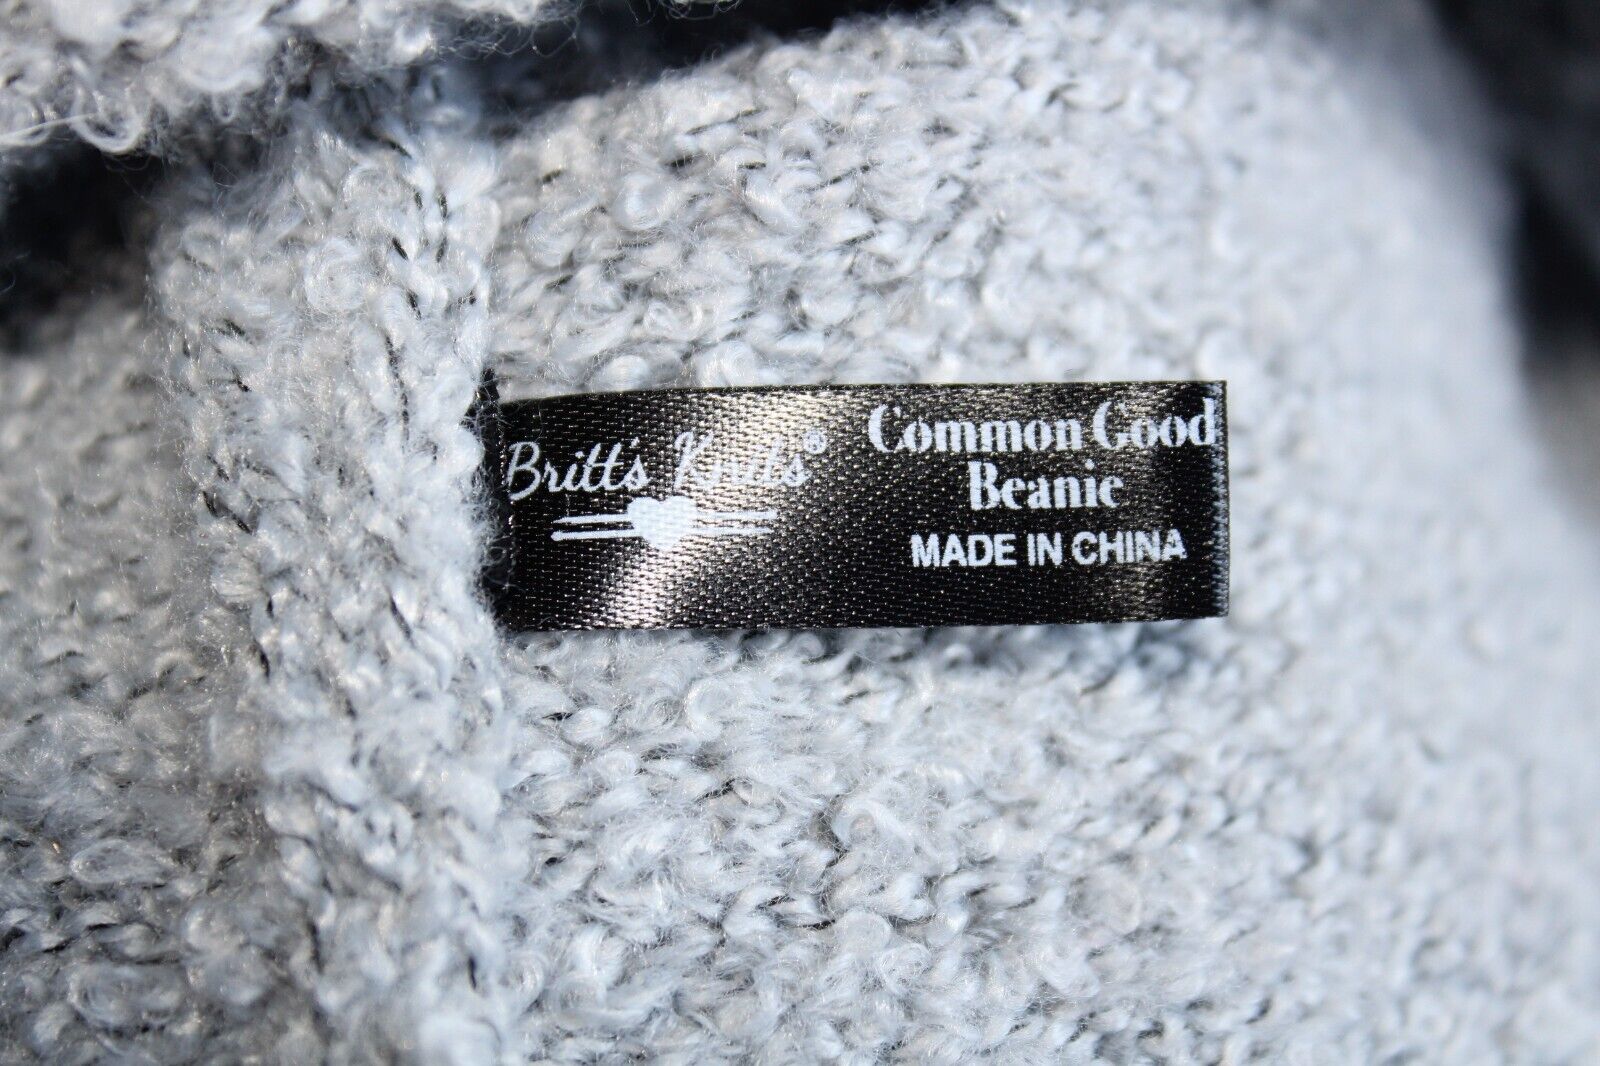 Britt's Knits®
Common Good
Beanie
MADE IN CHINA